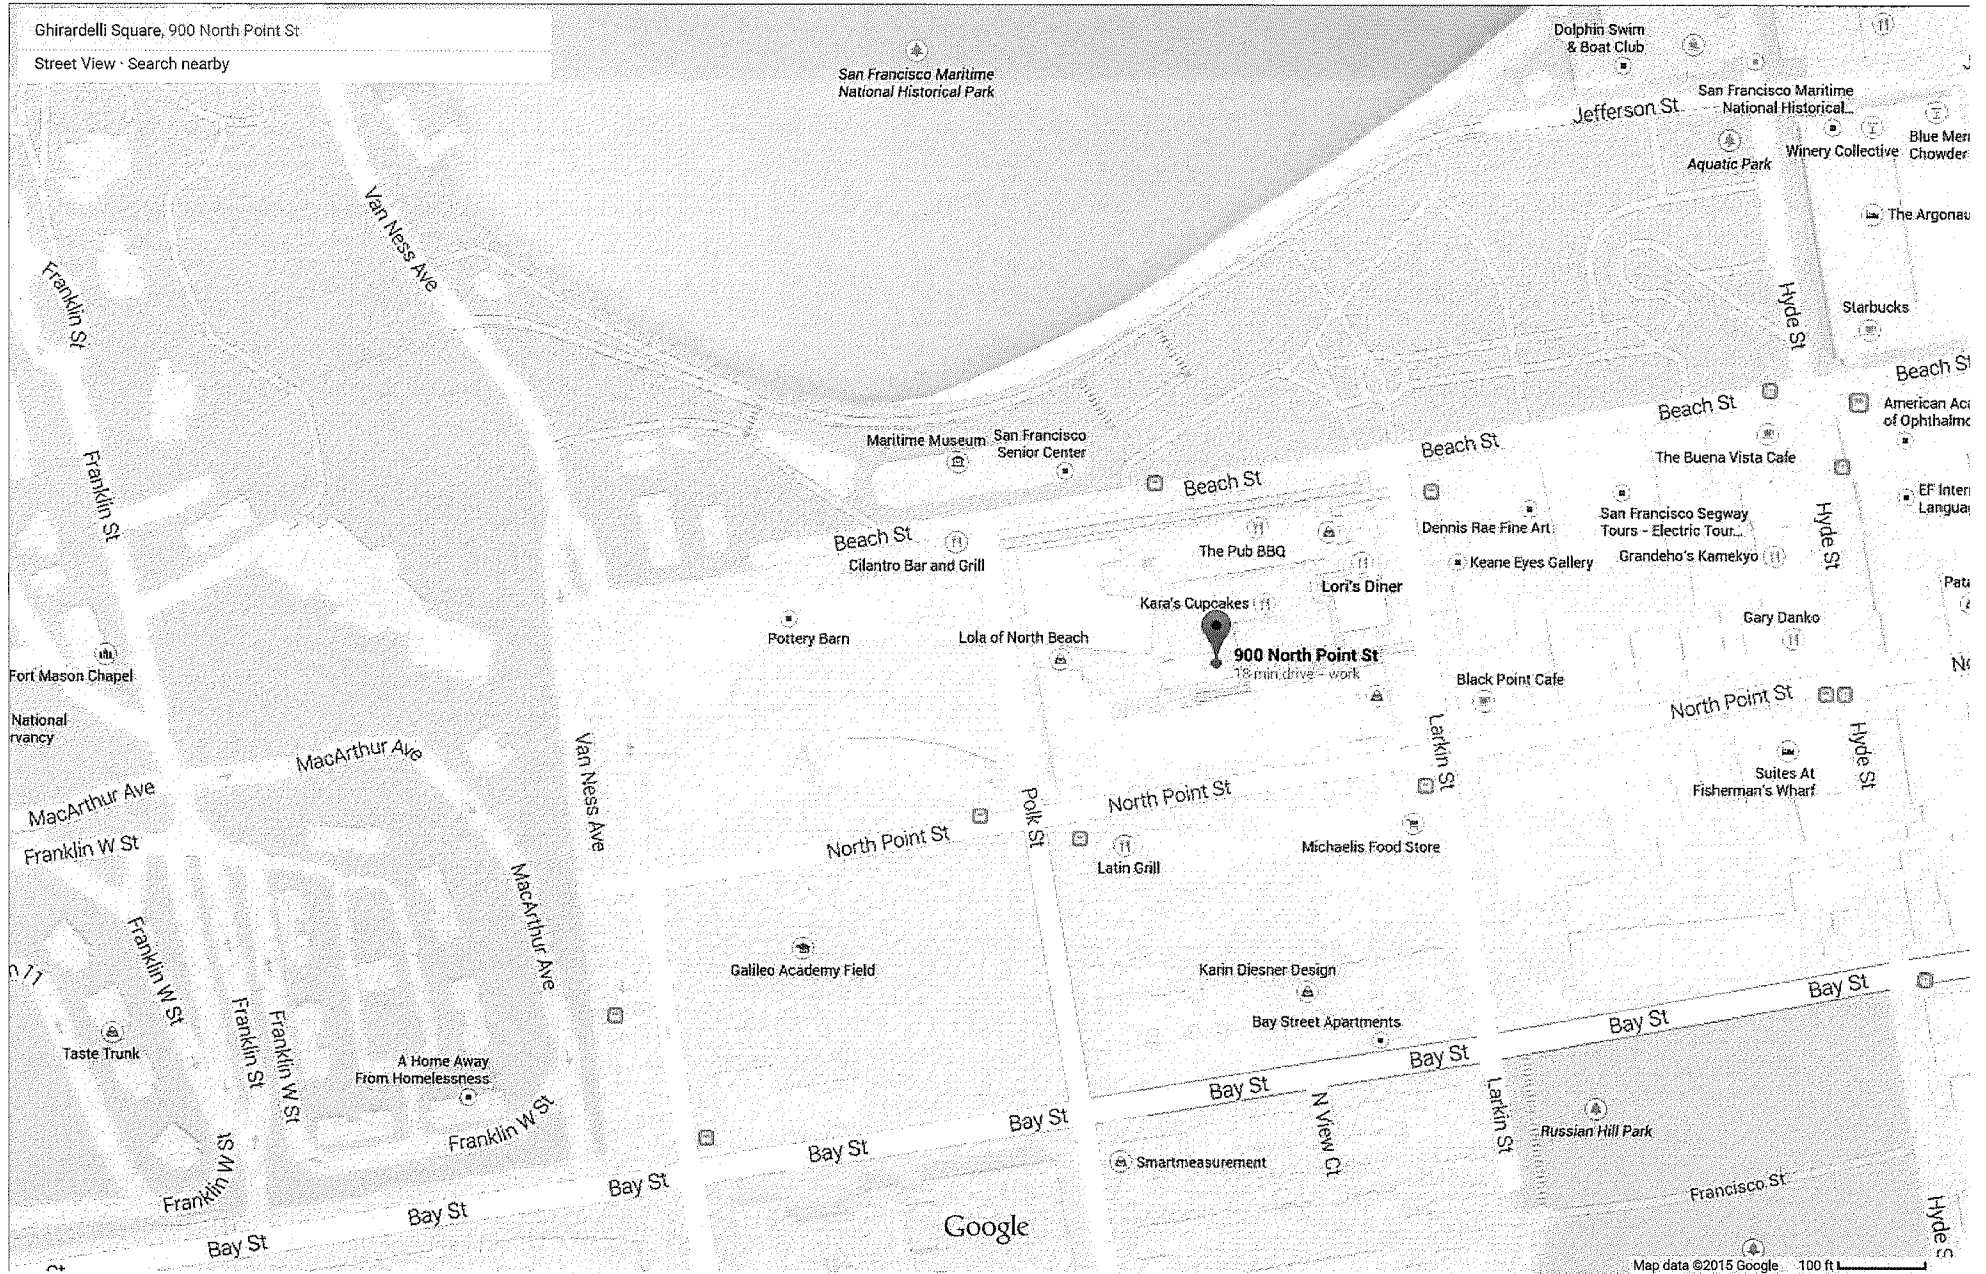 Ghirardelli Square, 900 North Point St
Street View · Search nearby
San Francisco Maritime
National Historical Park
Dolphin Swim
& Boat Club
San Francisco Maritime
National Historical...
Jefferson St
Aquatic Park
Winery Collective
Blue Mer
Chowder
The Argonau
Van Ness Ave
Franklin St
Hyde St
Starbucks
Beach St
American Aca
of Ophthalmo
Beach St
Beach St
The Buena Vista Cafe
Maritime Museum
San Francisco
Senior Center
Franklin St
Beach St
EF Inter
Langua
Dennis Rae Fine Art
San Francisco Segway
Tours - Electric Tour...
Hyde St
Beach St
Cilantro Bar and Grill
The Pub BBQ
Keane Eyes Gallery
Grandeho's Kamekyo
Lori's Diner
Kara's Cupcakes
Pata
Pottery Barn
Lola of North Beach
Gary Danko
Fort Mason Chapel
900 North Point St
18 min drive - work
Black Point Cafe
No
National
rvancy
North Point St
Larkin St
Hyde St
MacArthur Ave
Van Ness Ave
Suites At
Fisherman's Wharf
MacArthur Ave
North Point St
Polk St
Franklin W St
North Point St
Michaelis Food Store
Latin Grill
MacArthur Ave
Franklin W St
Galileo Academy Field
Karin Diesner Design
Bay St
Franklin St
Franklin W St
Bay Street Apartments
Bay St
Taste Trunk
A Home Away
From Homelessness
Bay St
Bay St
N View Ct
Larkin St
Franklin W St
Bay St
Russian Hill Park
Bay St
Smartmeasurement
Franklin W St
Bay St
Francisco St
Bay St
Google
Hyde S
Bay St
Ct
Map data ©2015 Google
100 ft